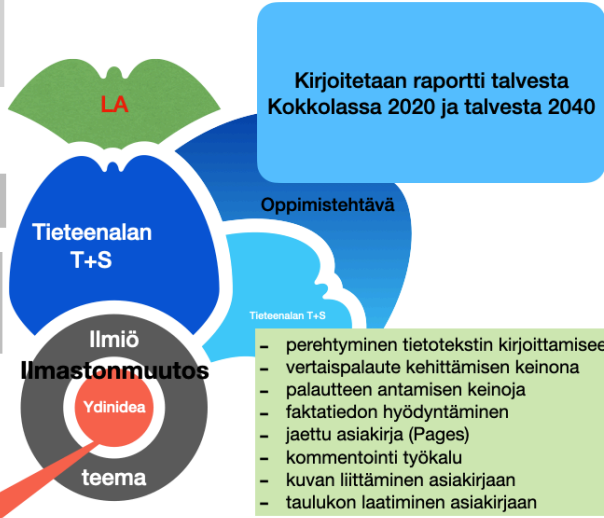 Kirjoitetaan raportti talvesta
Kokkolassa 2020 ja talvesta 2040
LA
Oppimistehtävä
Tieteenalan
T+S
Tieteenalan T+S
Ilmiö
Ilmastonmuutos
Ydinidea
teema
- perehtyminen tietotekstin kirjoittamisee
- vertaispalaute kehittämisen keinona
- palautteen antamisen keinoja
- faktatiedon hyödyntäminen
- jaettu asiakirja (Pages)
- kommentointi työkalu
- kuvan liittäminen asiakirjaan
- taulukon laatiminen asiakirjaan